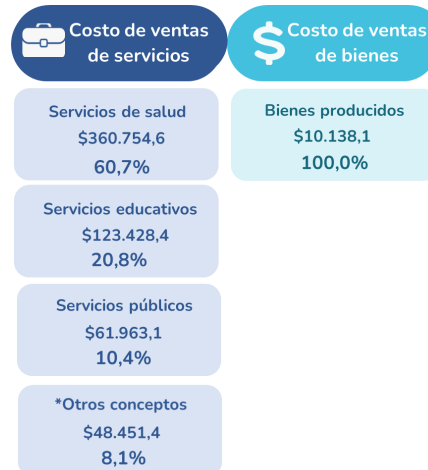 Costo de ventas
de servicios
Servicios de salud
$360.754,6
60,7%
Servicios educativos
$123.428,4
20,8%
Servicios públicos
$61.963,1
10,4%
*Otros conceptos
$48.451,4
8,1%
Costo de ventas
de bienes
Bienes producidos
$10.138,1
100,0%